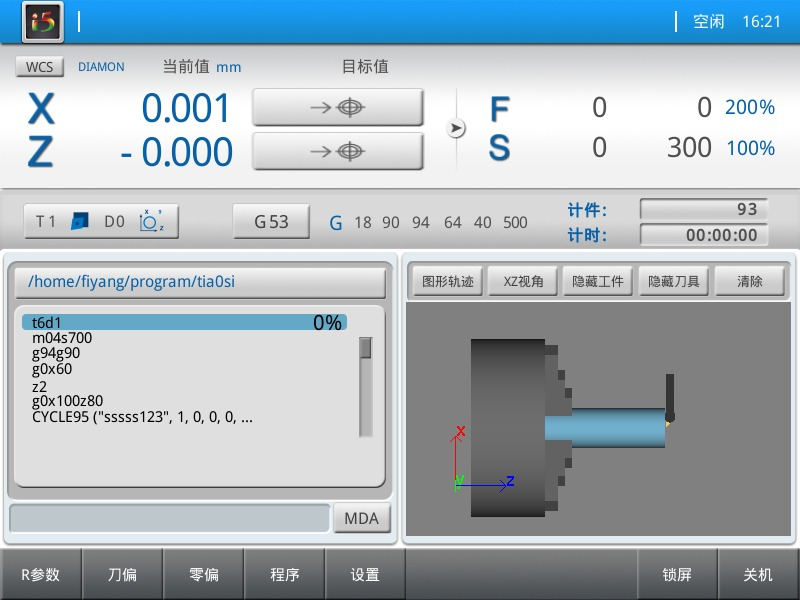 i5 空闲 16:21
WCS DIAMON 当前值 mm 目标值
X 0.001 F 0 0 200%
Z - 0.000 S 0 300 100%
T1 D0 X Y Z G53 G 18 90 94 64 40 500
计件: 93
计时: 00:00:00
/home/fiyang/program/tia0si
t6d1 0%
m04s700
g94g90
g0x60
z2
g0x100z80
CYCLE95 ("sssss123", 1, 0, 0, 0, ...
MDA
图形轨迹 XZ视角 隐藏工件 隐藏刀具 清除
X
Y Z
R参数 刀偏 零偏 程序 设置 锁屏 关机